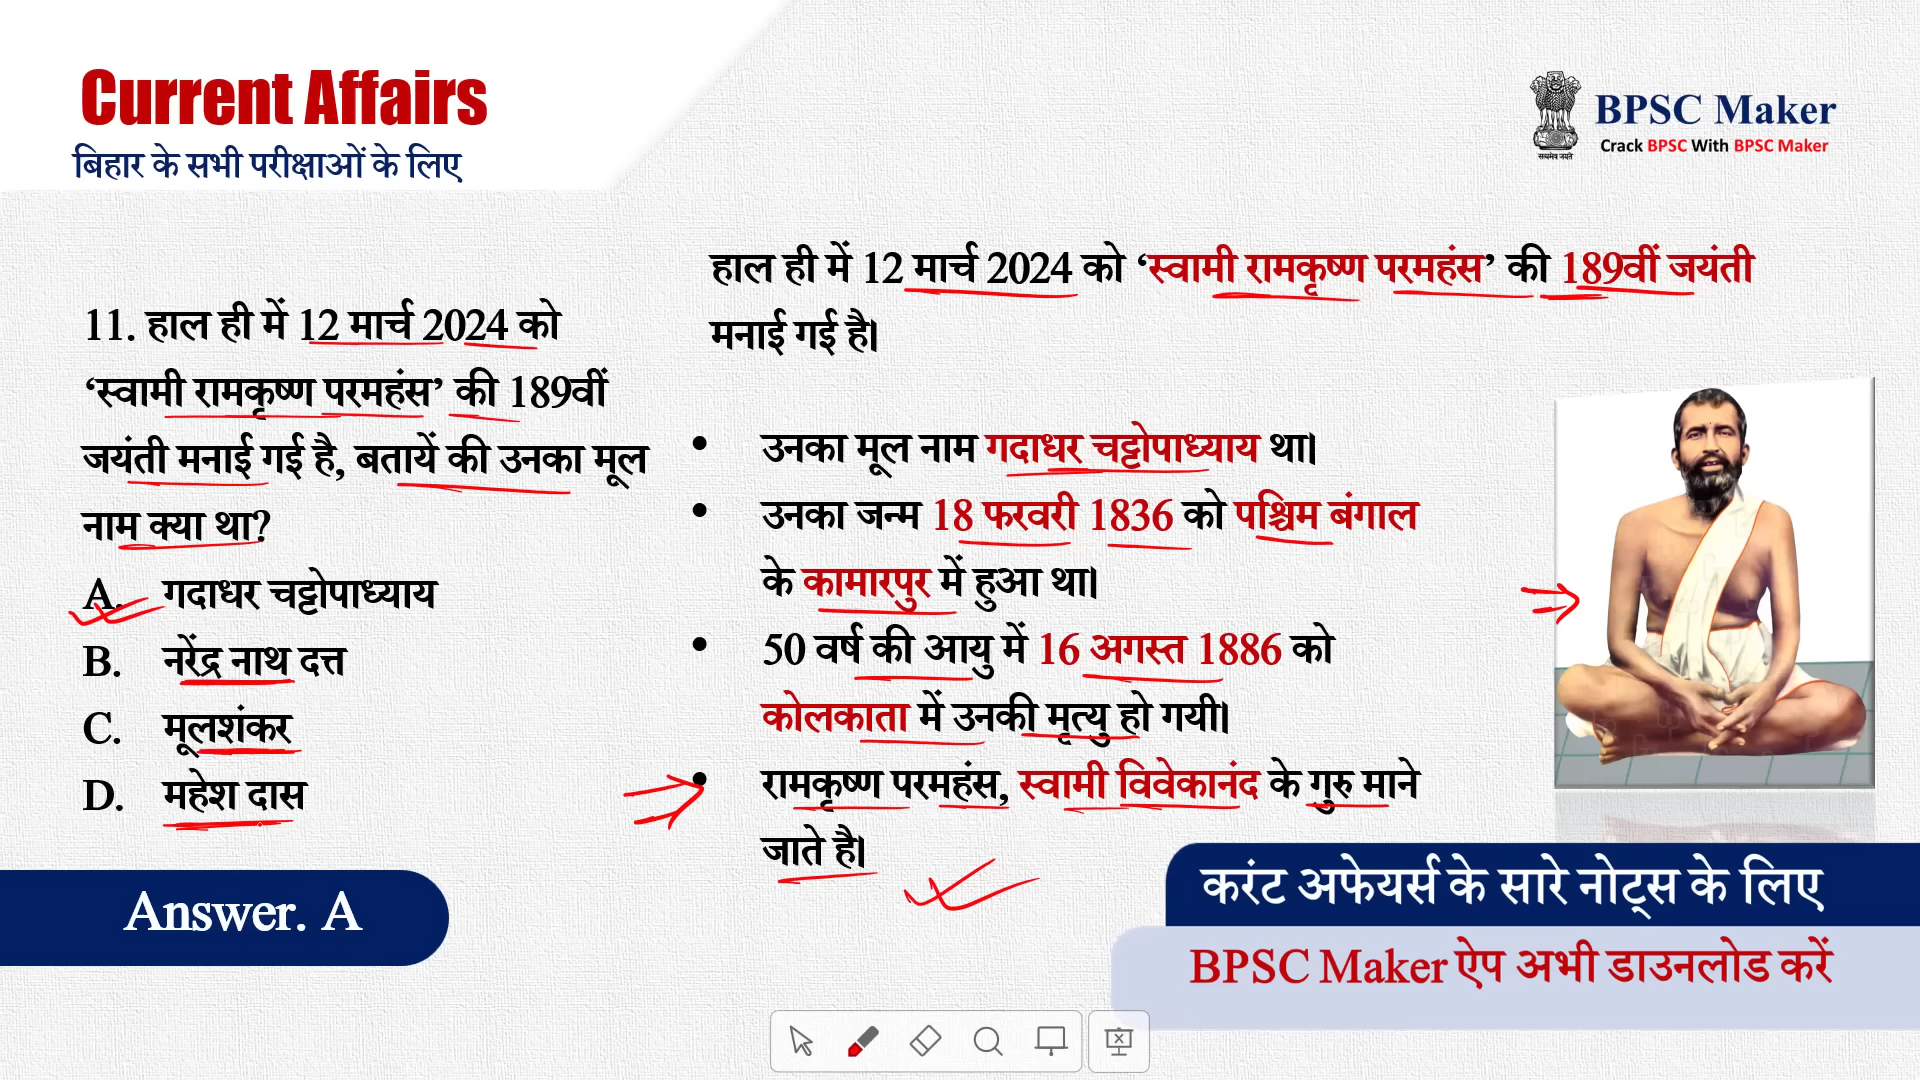 Current Affairs
बिहार के सभी परीक्षाओं के लिए
BPSC Maker
Crack BPSC With BPSC Maker
सत्यमेव जयते
11. हाल ही में 12 मार्च 2024 को
‘स्वामी रामकृष्ण परमहंस’ की 189वीं
जयंती मनाई गई है, बतायें की उनका मूल
नाम क्या था?
A. गदाधर चट्टोपाध्याय
B. नरेंद्र नाथ दत्त
C. मूलशंकर
D. महेश दास
Answer. A
हाल ही में 12 मार्च 2024 को ‘स्वामी रामकृष्ण परमहंस’ की 189वीं जयंती
मनाई गई है।
• उनका मूल नाम गदाधर चट्टोपाध्याय था।
• उनका जन्म 18 फरवरी 1836 को पश्चिम बंगाल
के कामारपुर में हुआ था।
• 50 वर्ष की आयु में 16 अगस्त 1886 को
कोलकाता में उनकी मृत्यु हो गयी।
• रामकृष्ण परमहंस, स्वामी विवेकानंद के गुरु माने
जाते है।
करंट अफेयर्स के सारे नोट्स के लिए
BPSC Maker ऐप अभी डाउनलोड करें